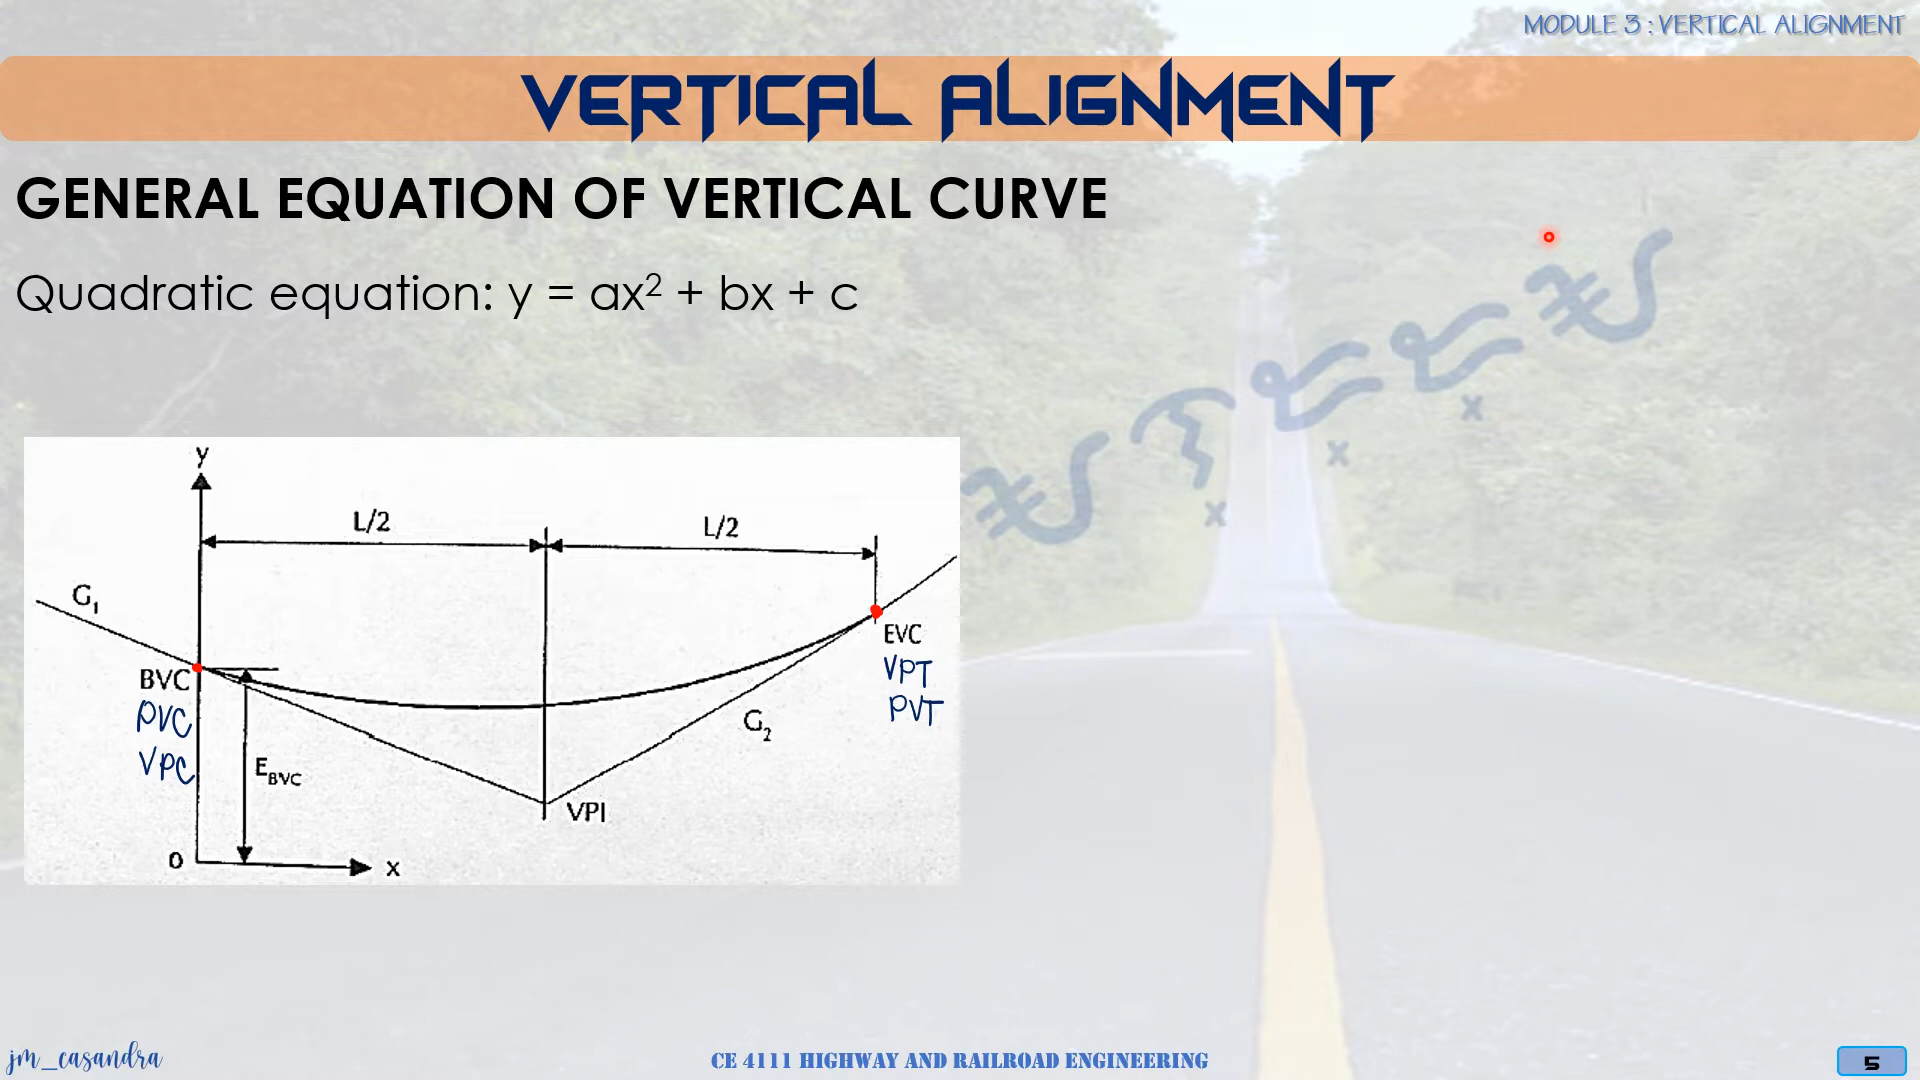 MODULE 3 : VERTICAL ALIGNMENT
VERTICAL ALIGNMENT
GENERAL EQUATION OF VERTICAL CURVE
Quadratic equation: y = ax² + bx + c
y
L/2
L/2
G₁
BVC
PVC
VPC
E_BVC
EVC
VPT
PVT
G₂
VPI
0
x
jm_casandra
CE 4111 HIGHWAY AND RAILROAD ENGINEERING
5